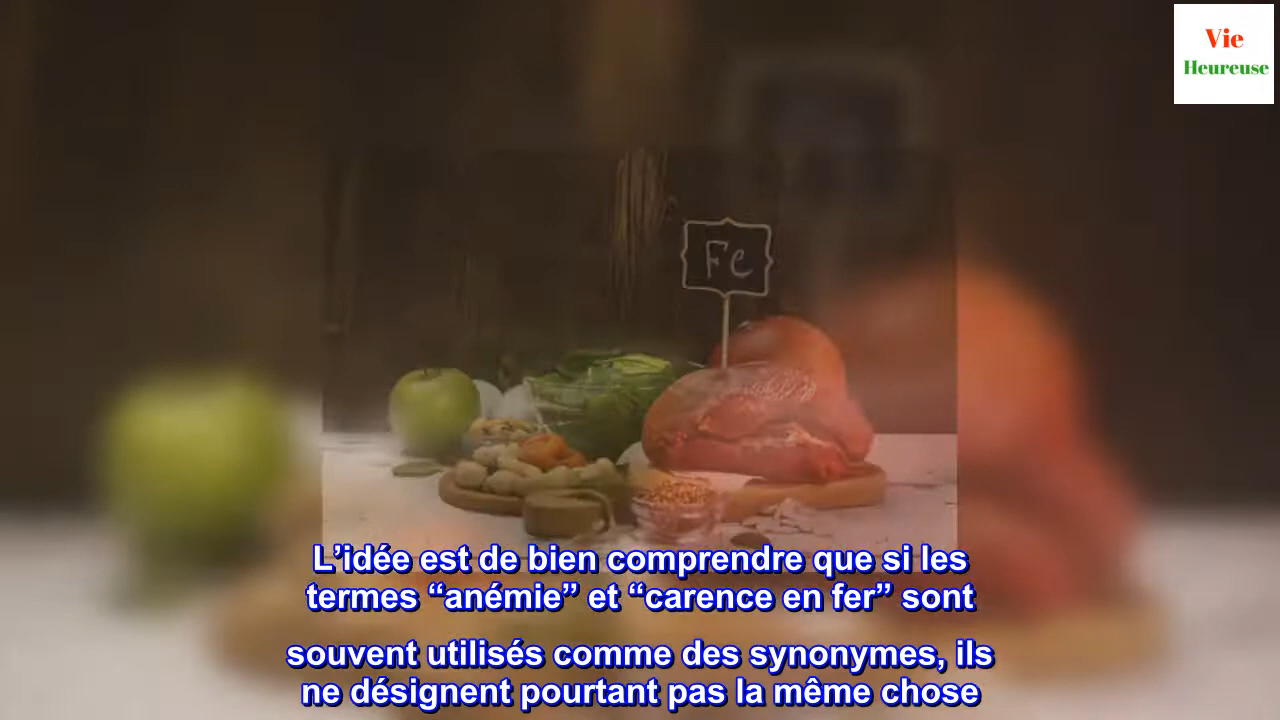 Vie
Heureuse
Fe
L’idée est de bien comprendre que si les
termes “anémie” et “carence en fer” sont
souvent utilisés comme des synonymes, ils
ne désignent pourtant pas la même chose